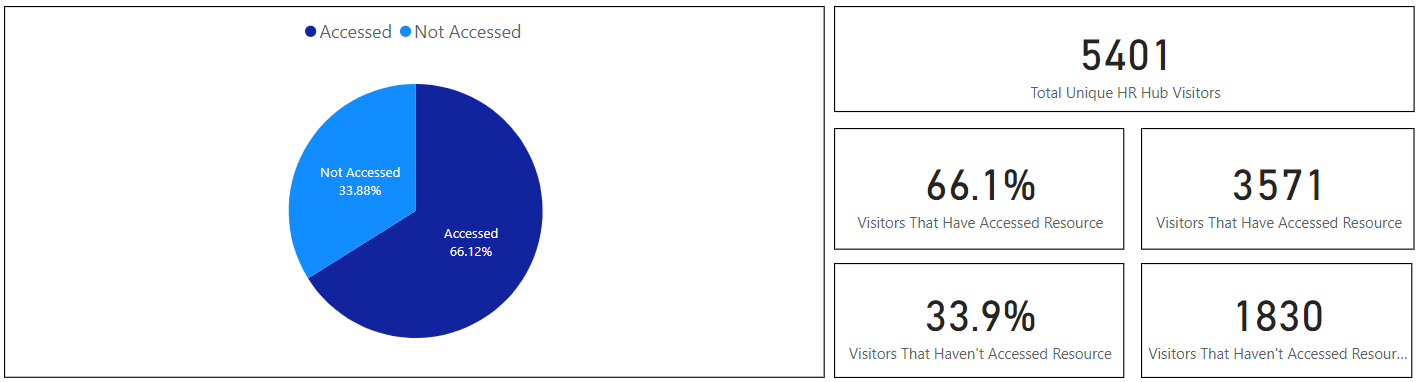 Accessed Not Accessed
Not Accessed
33.88%
Accessed
66.12%
5401
Total Unique HR Hub Visitors
66.1%
Visitors That Have Accessed Resource
3571
Visitors That Have Accessed Resource
33.9%
Visitors That Haven't Accessed Resource
1830
Visitors That Haven't Accessed Resour...